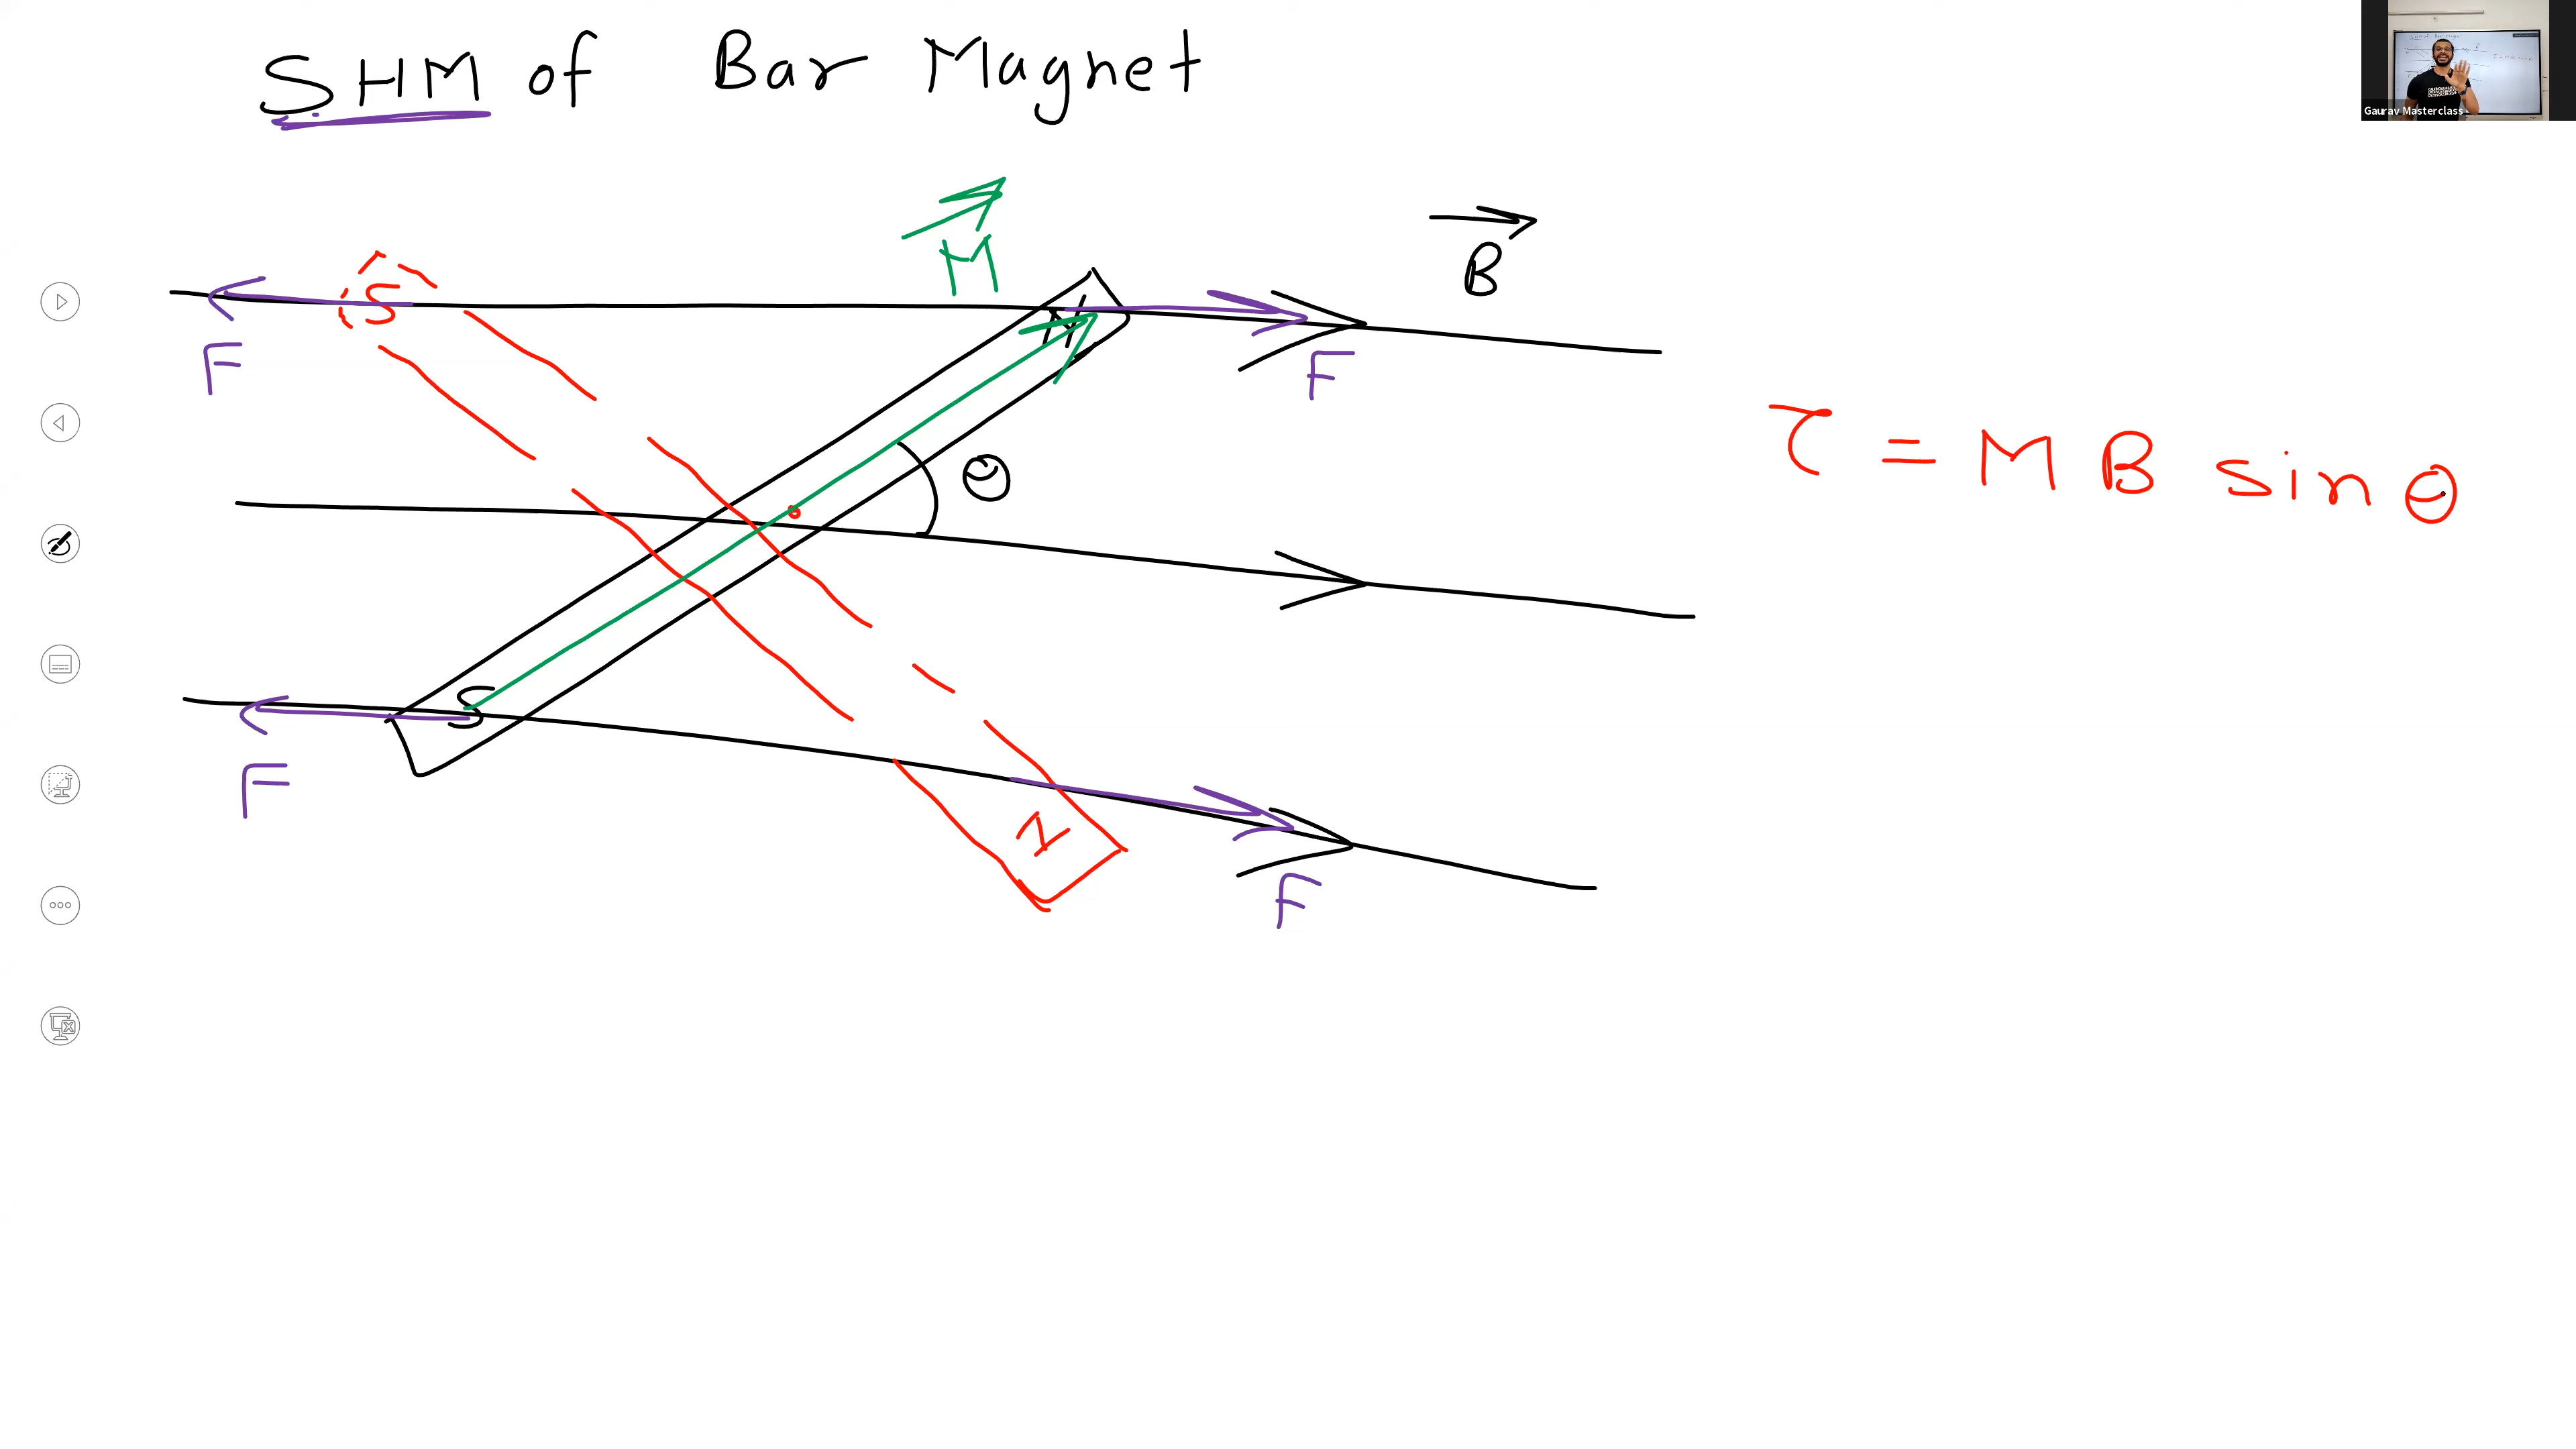 SHM of Bar Magnet
Gaurav Masterclass
M
B
S
N
F
F
θ
τ = M B sin θ
S
F
N
F